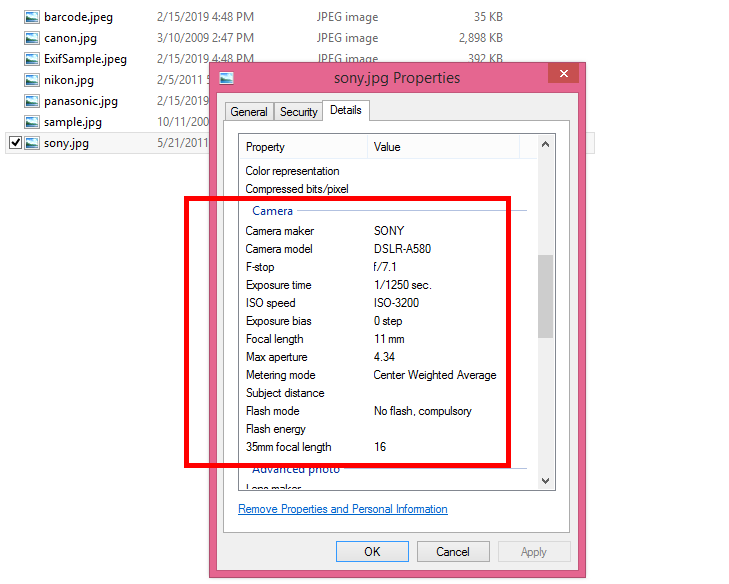 barcode.jpeg 2/15/2019 4:48 PM JPEG image 35 KB
canon.jpg 3/10/2009 2:47 PM JPEG image 2,898 KB
ExifSample.jpeg 2/15/2019 4:48 PM JPEG image 392 KB
nikon.jpg 2/5/2011
panasonic.jpg 2/15/2019
sample.jpg 10/11/200
sony.jpg 5/21/2011
sony.jpg Properties
General Security Details
Property Value
Color representation
Compressed bits/pixel
Camera
Camera maker SONY
Camera model DSLR-A580
F-stop f/7.1
Exposure time 1/1250 sec.
ISO speed ISO-3200
Exposure bias 0 step
Focal length 11 mm
Max aperture 4.34
Metering mode Center Weighted Average
Subject distance
Flash mode No flash, compulsory
Flash energy
35mm focal length 16
Advanced photo
Lens maker
Remove Properties and Personal Information
OK Cancel Apply